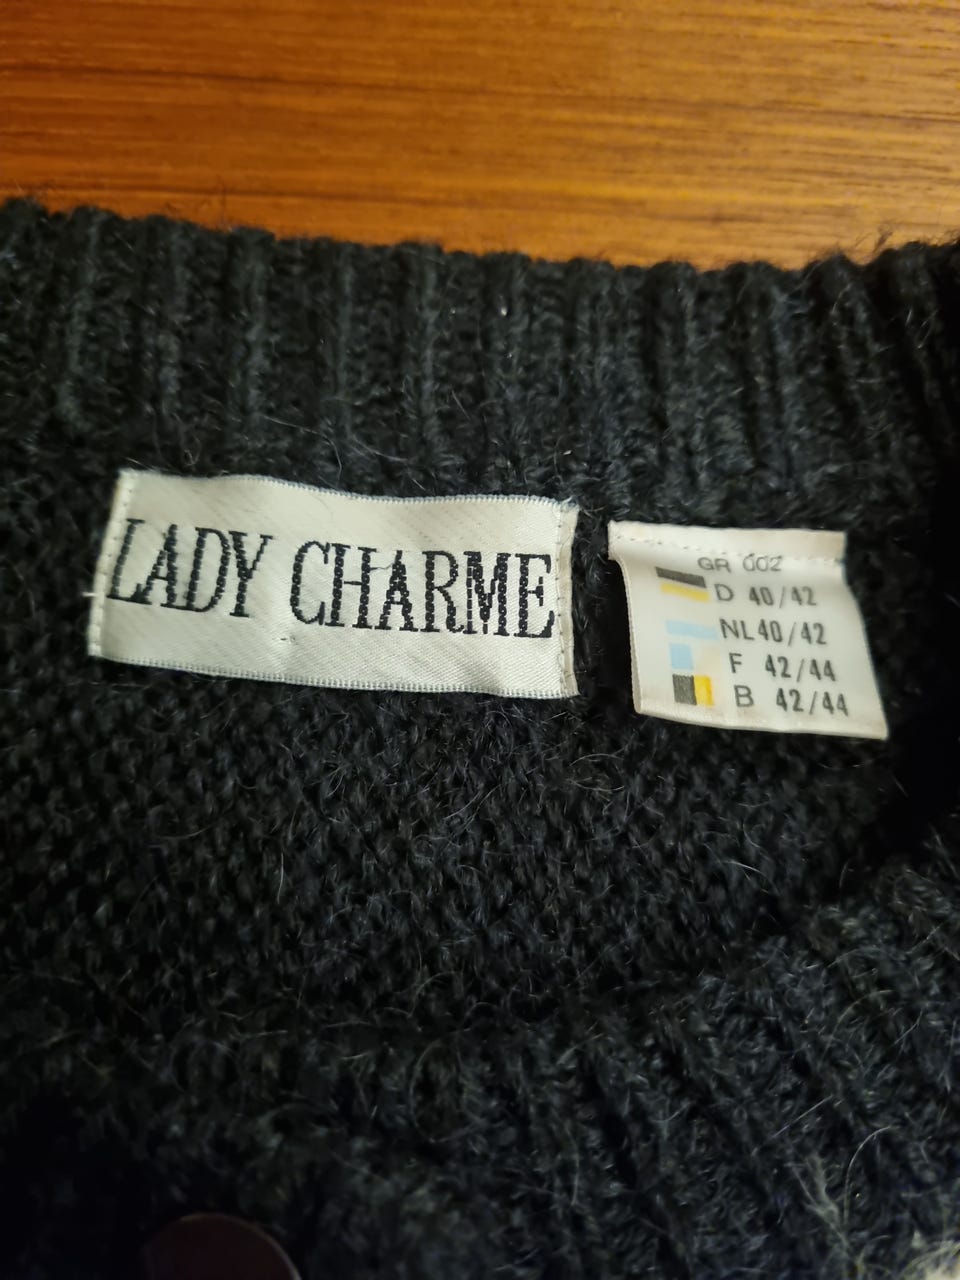 LADY CHARME
GR 002
D 40/42
NL 40/42
F 42/44
B 42/44